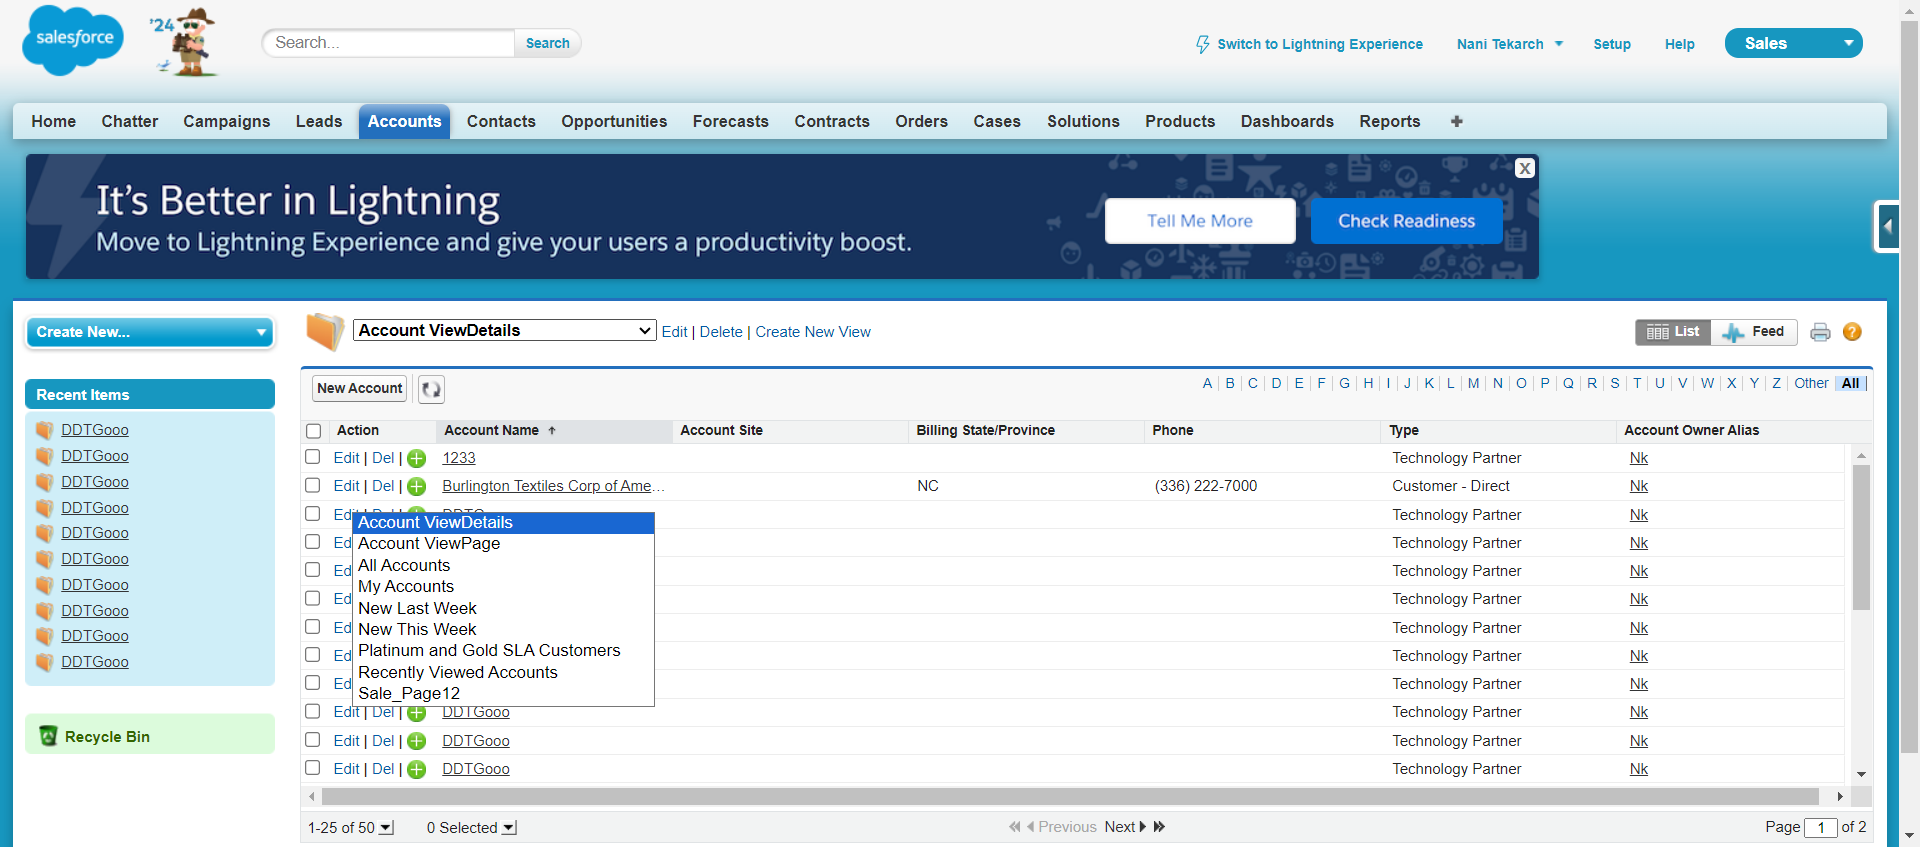 salesforce
'24
Search...
Search
Switch to Lightning Experience
Nani Tekarch
Setup
Help
Sales
Home Chatter Campaigns Leads Accounts Contacts Opportunities Forecasts Contracts Orders Cases Solutions Products Dashboards Reports +
It's Better in Lightning
Move to Lightning Experience and give your users a productivity boost.
Tell Me More
Check Readiness
X
Create New...
Recent Items
DDTGooo
DDTGooo
DDTGooo
DDTGooo
DDTGooo
DDTGooo
DDTGooo
DDTGooo
DDTGooo
DDTGooo
Recycle Bin
Account ViewDetails
Edit | Delete | Create New View
List
Feed
?
New Account
A | B | C | D | E | F | G | H | I | J | K | L | M | N | O | P | Q | R | S | T | U | V | W | X | Y | Z | Other | All |
Action Account Name Account Site Billing State/Province Phone Type Account Owner Alias
Edit | Del | 1233 Technology Partner Nk
Edit | Del | Burlington Textiles Corp of Ame... NC (336) 222-7000 Customer - Direct Nk
Technology Partner Nk
Account ViewDetails
Account ViewPage
All Accounts
My Accounts
New Last Week
New This Week
Platinum and Gold SLA Customers
Recently Viewed Accounts
Sale_Page12
Ed Technology Partner Nk
Ed Technology Partner Nk
Ed Technology Partner Nk
Ed Technology Partner Nk
Ed Technology Partner Nk
Ed Technology Partner Nk
Edit | Del | DDTGooo Technology Partner Nk
Edit | Del | DDTGooo Technology Partner Nk
Edit | Del | DDTGooo Technology Partner Nk
1-25 of 50
0 Selected
Previous Next
Page 1 of 2